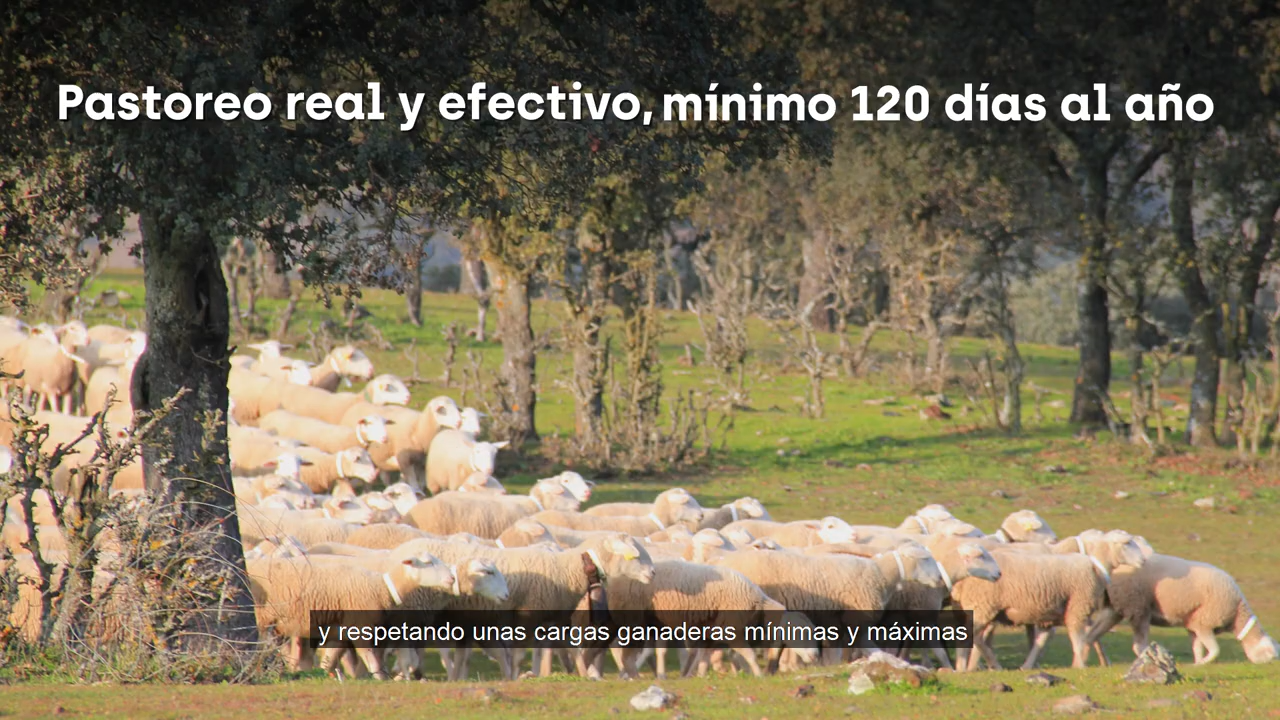 Pastoreo real y efectivo, mínimo 120 días al año
y respetando unas cargas ganaderas mínimas y máximas